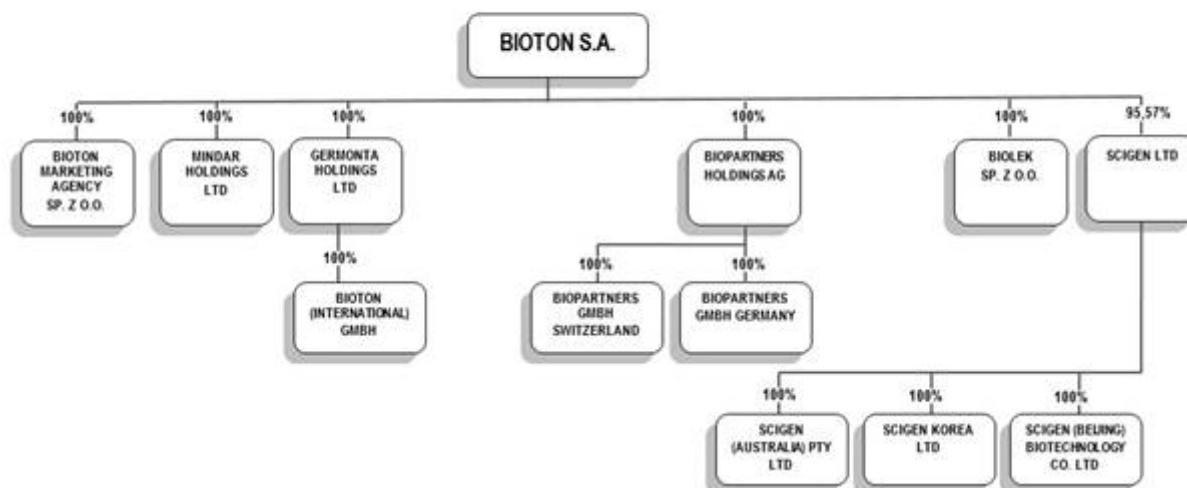 BIOTON S.A.
100%
100%
100%
100%
100%
95,57%
BIOTON
MARKETING
AGENCY
SP. Z O.O.
MINDAR
HOLDINGS
LTD
GERMONTA
HOLDINGS
LTD
BIOPARTNERS
HOLDINGS AG
BIOLEK
SP. Z O.O.
SCIGEN LTD
100%
100%
100%
BIOTON
(INTERNATIONAL)
GMBH
BIOPARTNERS
GMBH
SWITZERLAND
BIOPARTNERS
GMBH GERMANY
100%
100%
100%
SCIGEN
(AUSTRALIA) PTY
LTD
SCIGEN KOREA
LTD
SCIGEN (BEIJING)
BIOTECHNOLOGY
CO. LTD